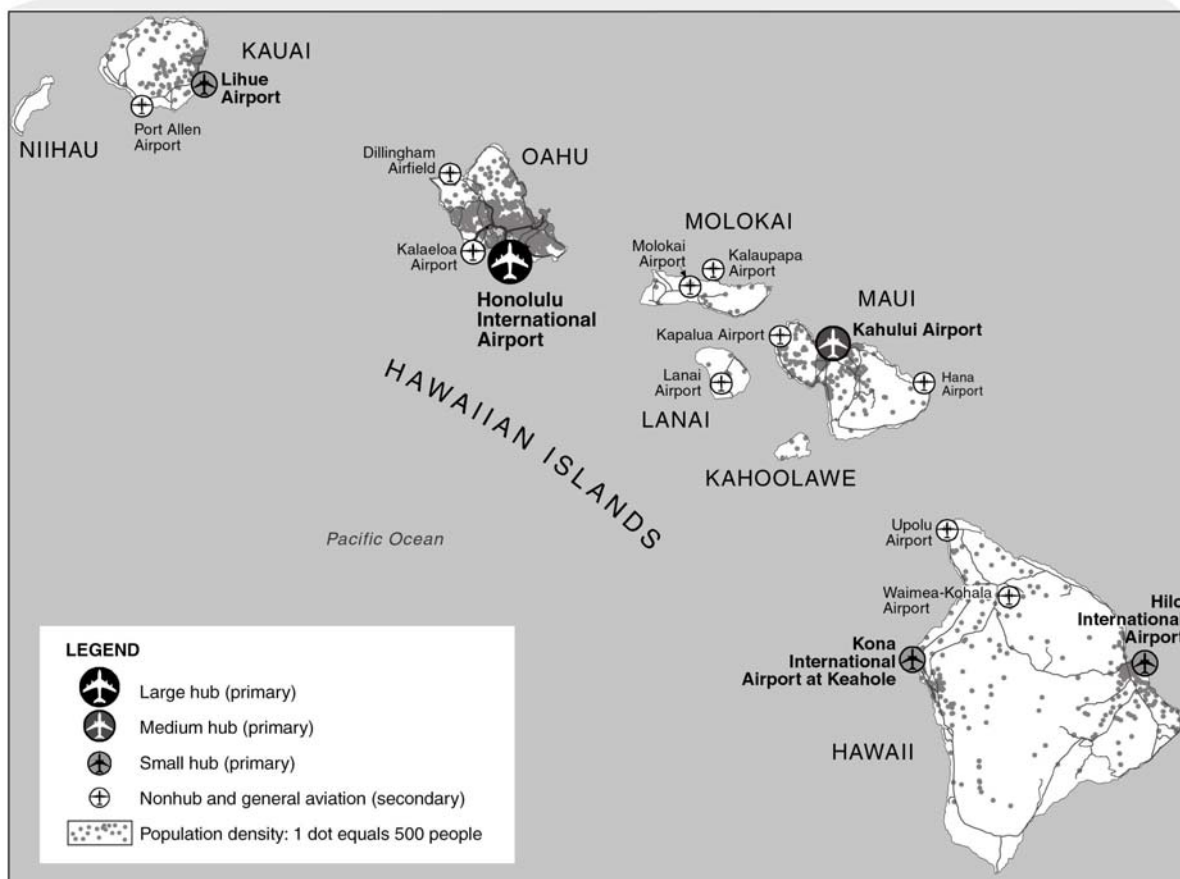 KAUAI
Lihue
Airport
Port Allen
Airport
NIIHAU
Dillingham
Airfield
OAHU
Kalaeloa
Airport
Honolulu
International
Airport
MOLOKAI
Molokai
Airport
Kalaupapa
Airport
MAUI
Kapalua Airport
Kahului Airport
Lanai
Airport
Hana
Airport
LANAI
KAHOOLAWE
HAWAIIAN ISLANDS
Pacific Ocean
Upolu
Airport
Waimea-Kohala
Airport
Hilo
International
Airport
Kona
International
Airport at Keahole
HAWAII
LEGEND
Large hub (primary)
Medium hub (primary)
Small hub (primary)
Nonhub and general aviation (secondary)
Population density: 1 dot equals 500 people